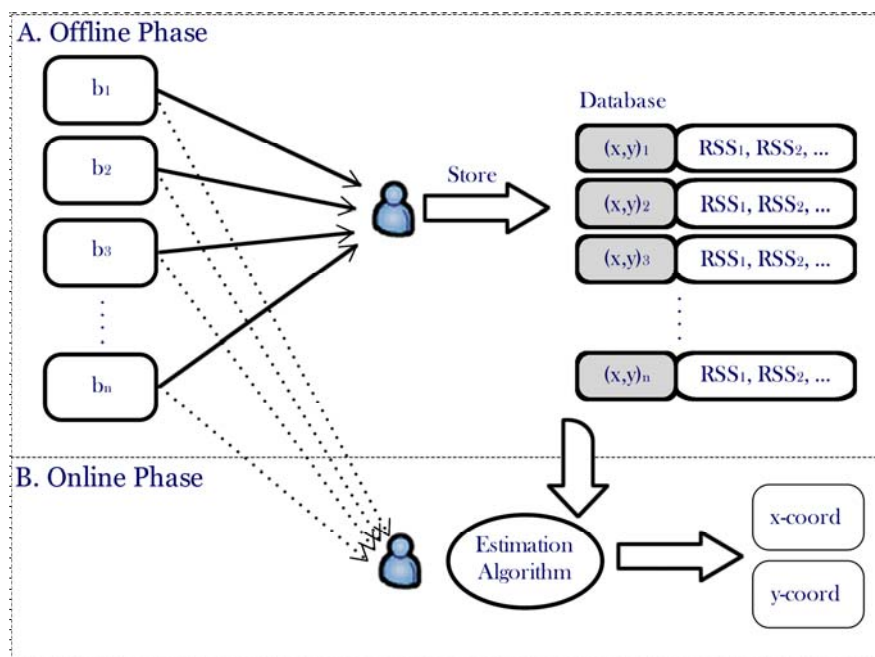 A. Offline Phase
b1
b2
b3
bn
Store
Database
(x,y)1 RSS1, RSS2, ...
(x,y)2 RSS1, RSS2, ...
(x,y)3 RSS1, RSS2, ...
(x,y)n RSS1, RSS2, ...
B. Online Phase
Estimation
Algorithm
x-coord
y-coord